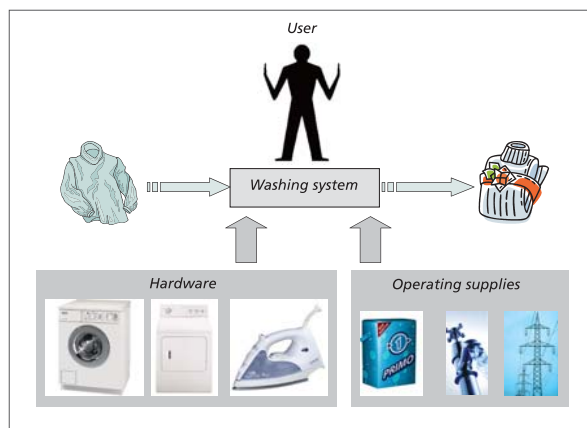 User
Washing system
Hardware
Operating supplies
PRIMO